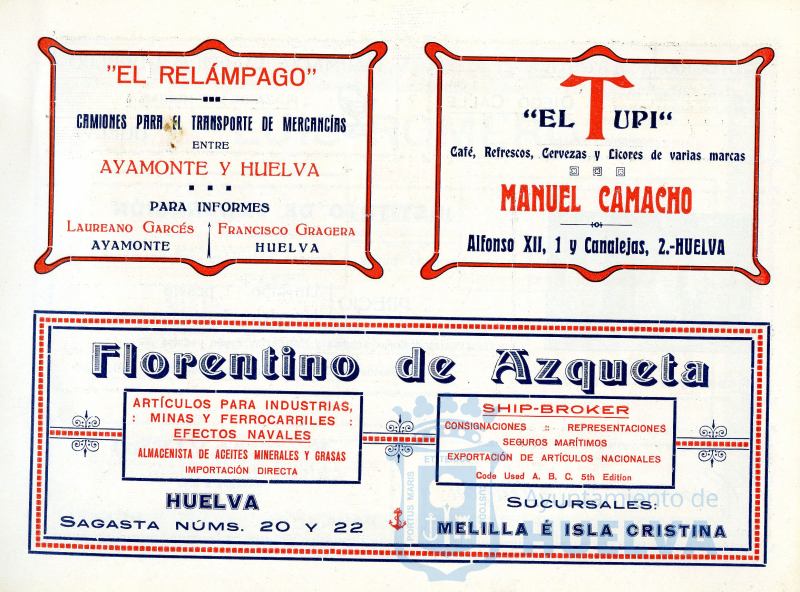 "EL RELÁMPAGO"
CAMIONES PARA El TRANSPORTE DE MERCANCÍAS
ENTRE
AYAMONTE Y HUELVA
PARA INFORMES
LAUREANO GARCÉS
AYAMONTE
FRANCISCO GRAGERA
HUELVA
"EL TUPI"
Café, Refrescos, Cervezas y Licores de varias marcas
MANUEL CAMACHO
Alfonso XII, 1 y Canalejas, 2.-HUELVA
Florentino de Azqueta
ARTÍCULOS PARA INDUSTRIAS,
: MINAS Y FERROCARRILES :
EFECTOS NAVALES
ALMACENISTA DE ACEITES MINERALES Y GRASAS
IMPORTACIÓN DIRECTA
SHIP-BROKER
CONSIGNACIONES :: REPRESENTACIONES
SEGUROS MARÍTIMOS
EXPORTACIÓN DE ARTÍCULOS NACIONALES
Code Used A. B. C. 5th Edition
HUELVA
SAGASTA NÚMS. 20 Y 22
SUCURSALES:
MELILLA É ISLA CRISTINA
PORTUS MARIS
Ayuntamiento de
HUELVA